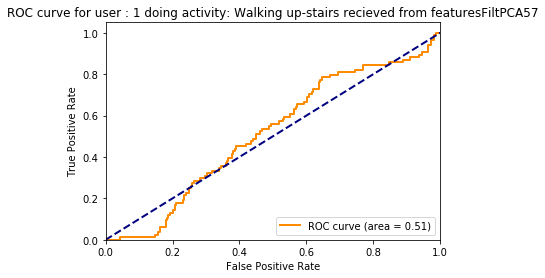 ROC curve for user : 1 doing activity: Walking up-stairs recieved from featuresFiltPCA57
1.0
0.8
0.6
0.4
0.2
0.0
True Positive Rate
ROC curve (area = 0.51)
0.0 0.2 0.4 0.6 0.8 1.0
False Positive Rate